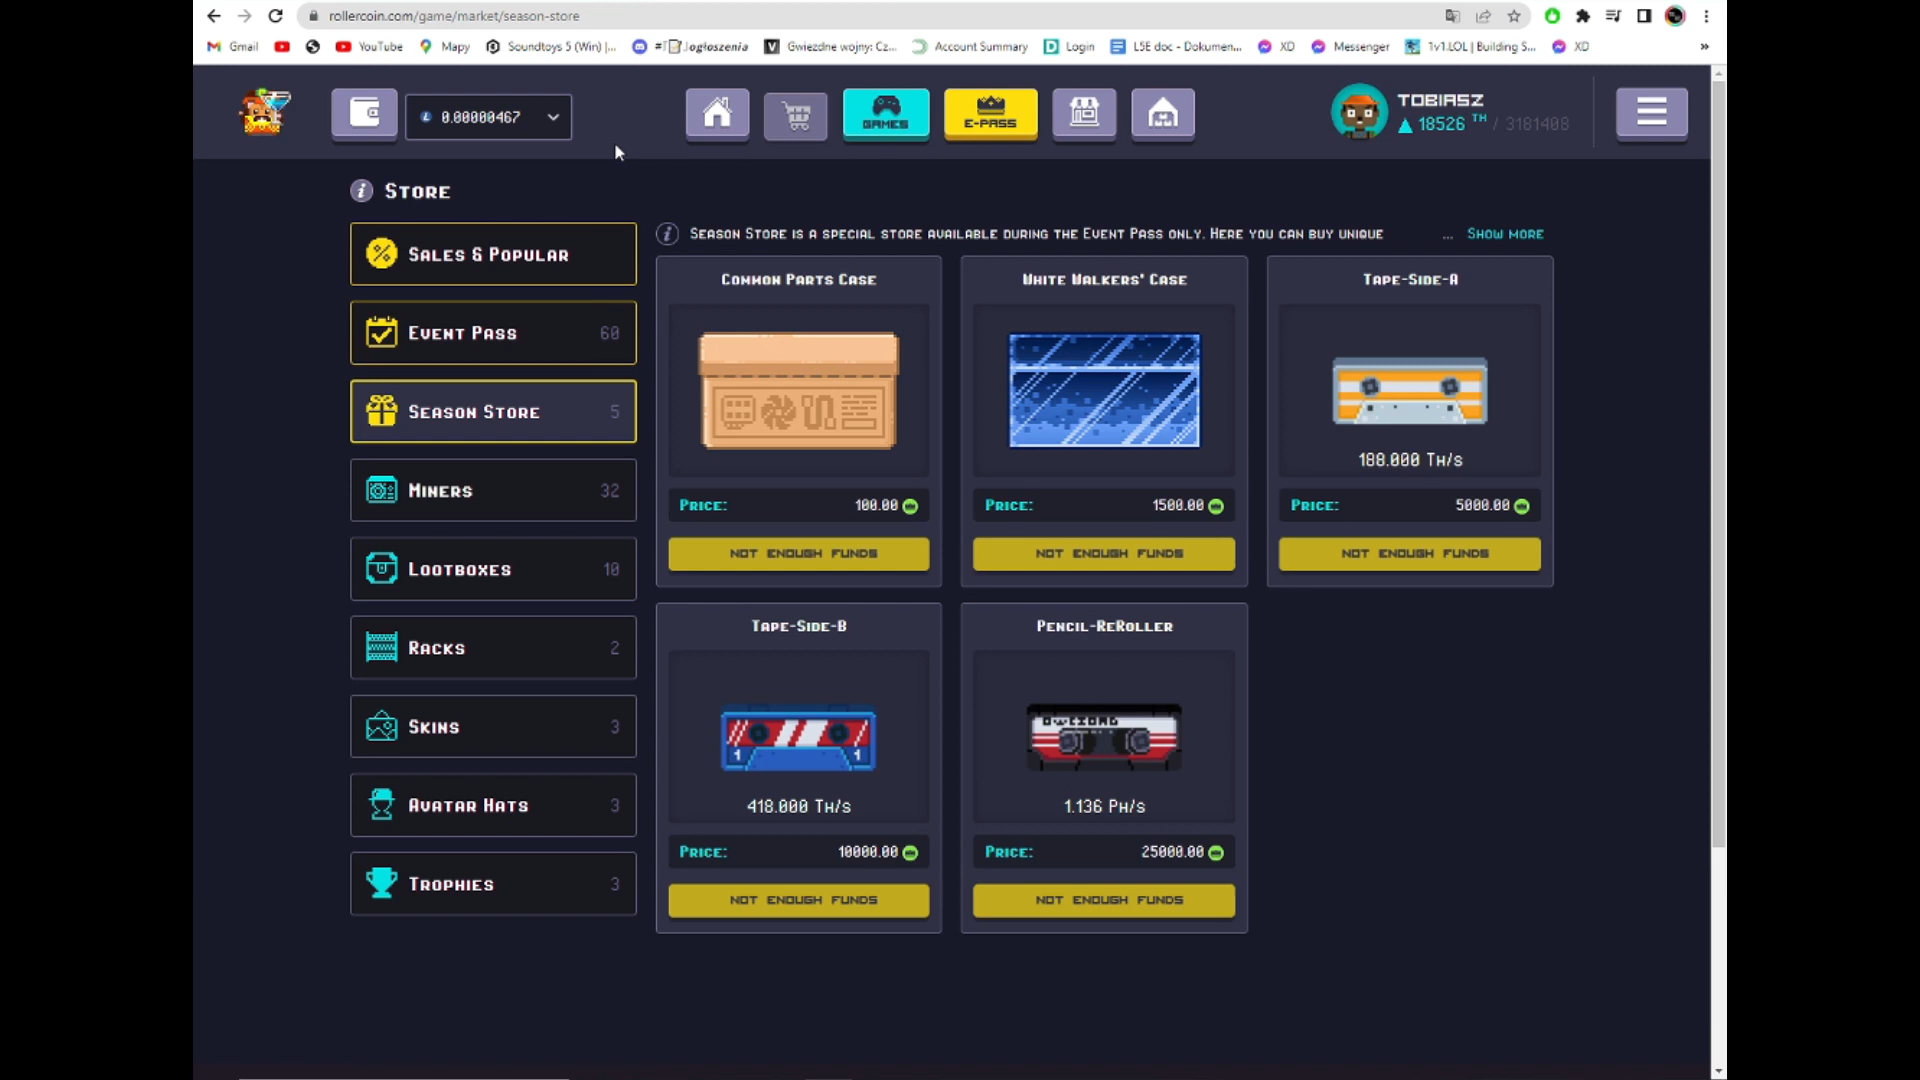 rollercoin.com/game/market/season-store
Gmail
YouTube
Mapy
Soundtoys 5 (Win) |...
ogłoszenia
Gwiezdne wojny: Cz...
Account Summary
Login
L5E doc - Dokumen...
XD
Messenger
1v1.LOL | Building S...
XD
»
0.00000467
GAMES
E-PASS
TOBIASZ
18526 TH / 3181408
STORE
SALES & POPULAR
EVENT PASS 60
SEASON STORE 5
MINERS 32
LOOTBOXES 10
RACKS 2
SKINS 3
AVATAR HATS 3
TROPHIES 3
SEASON STORE IS A SPECIAL STORE AVAILABLE DURING THE EVENT PASS ONLY. HERE YOU CAN BUY UNIQUE ... SHOW MORE
COMMON PARTS CASE
PRICE: 100.00
NOT ENOUGH FUNDS
WHITE WALKERS' CASE
PRICE: 1500.00
NOT ENOUGH FUNDS
TAPE-SIDE-A
188.000 TH/S
PRICE: 5000.00
NOT ENOUGH FUNDS
TAPE-SIDE-B
1 1
418.000 TH/S
PRICE: 10000.00
NOT ENOUGH FUNDS
PENCIL-REROLLER
1.136 PH/S
PRICE: 25000.00
NOT ENOUGH FUNDS